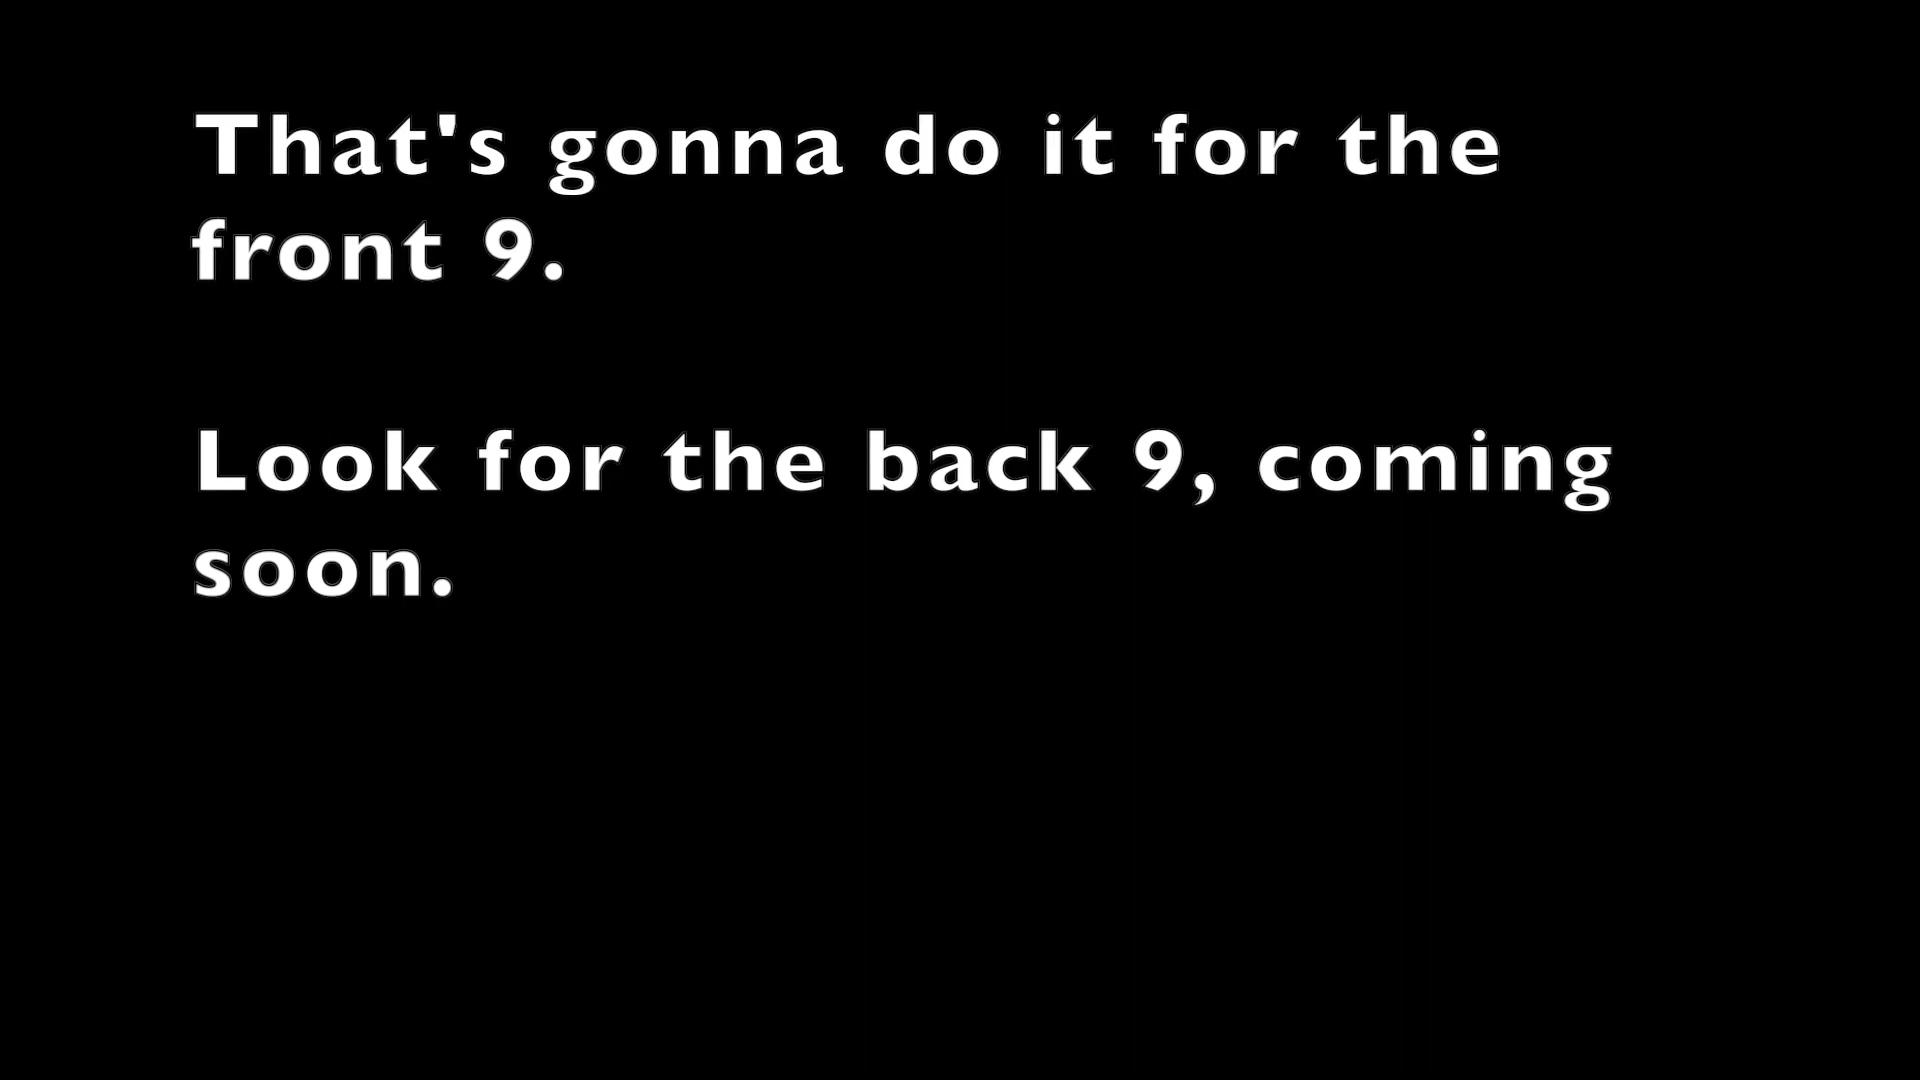 That's gonna do it for the
front 9.
Look for the back 9, coming
soon.